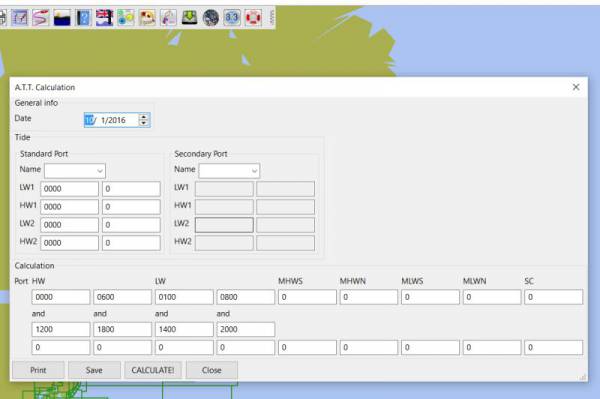 3.3
A.T.T. Calculation
General info
Date 10/ 1/2016
Tide
Standard Port Secondary Port
Name Name
LW1 0000 0 LW1
HW1 0000 0 HW1
LW2 0000 0 LW2
HW2 0000 0 HW2
Calculation
Port HW LW MHWS MHWN MLWS MLWN SC
0000 0600 0100 0800 0 0 0 0 0
and and and and
1200 1800 1400 2000
0 0 0 0 0 0 0 0 0
Print Save CALCULATE! Close